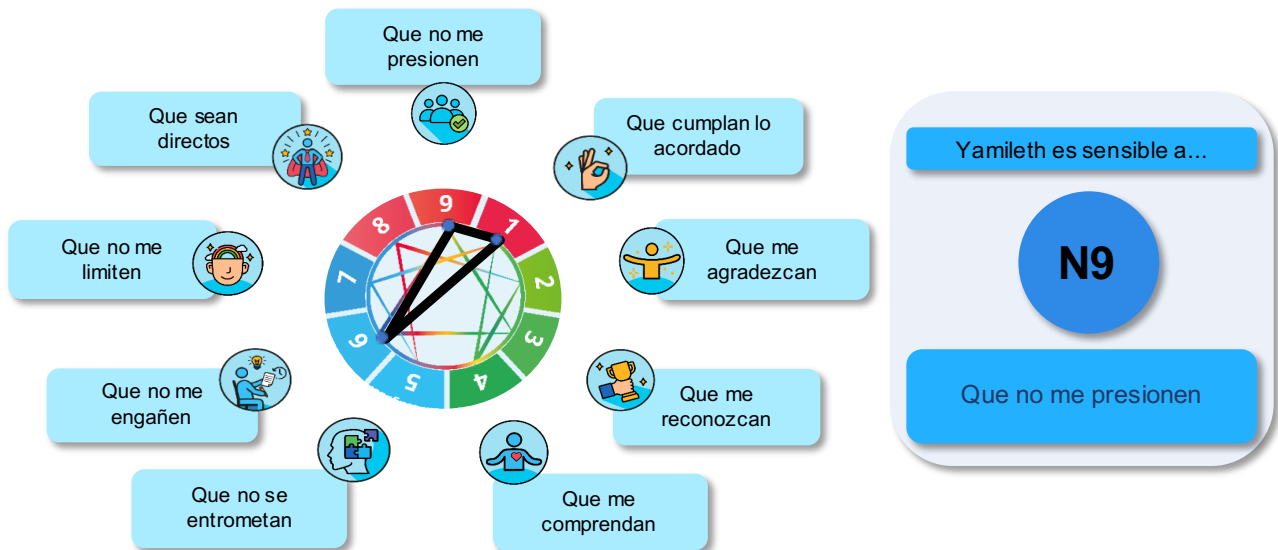 Que no me
presionen
Que sean
directos
Que cumplan lo
acordado
Yamileth es sensible a...
Que no me
limiten
Que me
agradezcan
N9
9
1
8
2
7
3
6
4
5
Que no me
engañen
Que me
reconozcan
Que no me presionen
Que no se
entrometan
Que me
comprendan